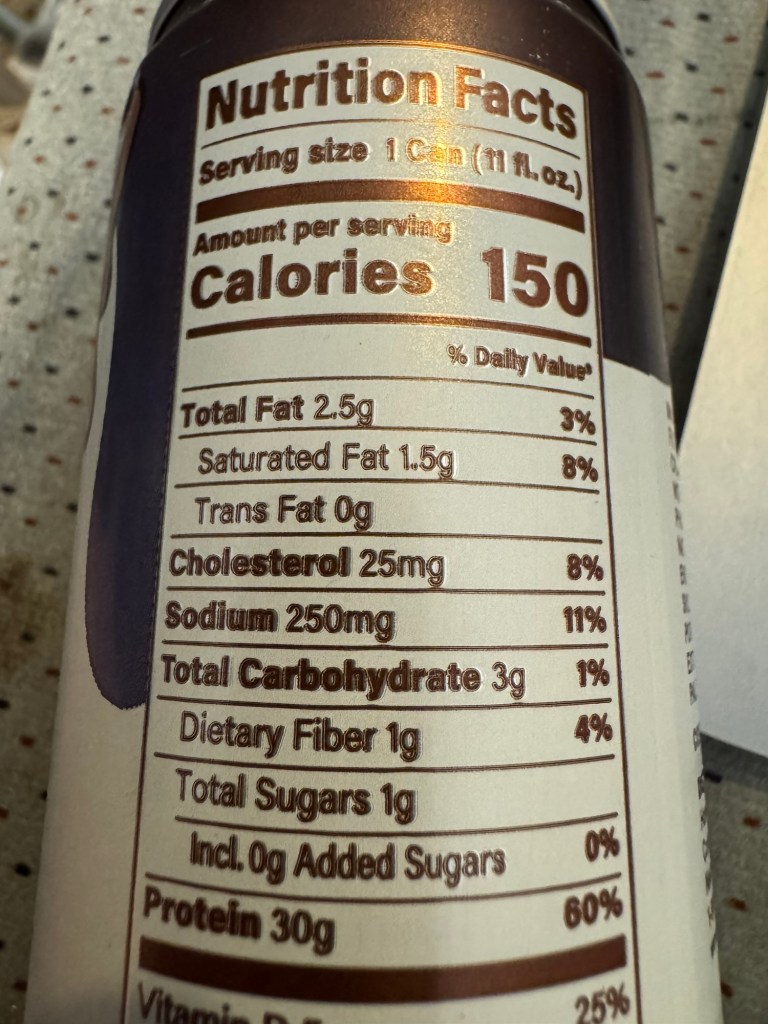 Nutrition Facts
Serving size 1 Can (11 fl. oz.)
Amount per serving
Calories 150
% Daily Value*
Total Fat 2.5g 3%
Saturated Fat 1.5g 8%
Trans Fat 0g
Cholesterol 25mg 8%
Sodium 250mg 11%
Total Carbohydrate 3g 1%
Dietary Fiber 1g 4%
Total Sugars 1g
Incl. 0g Added Sugars 0%
Protein 30g 60%
Vitamin D 25%